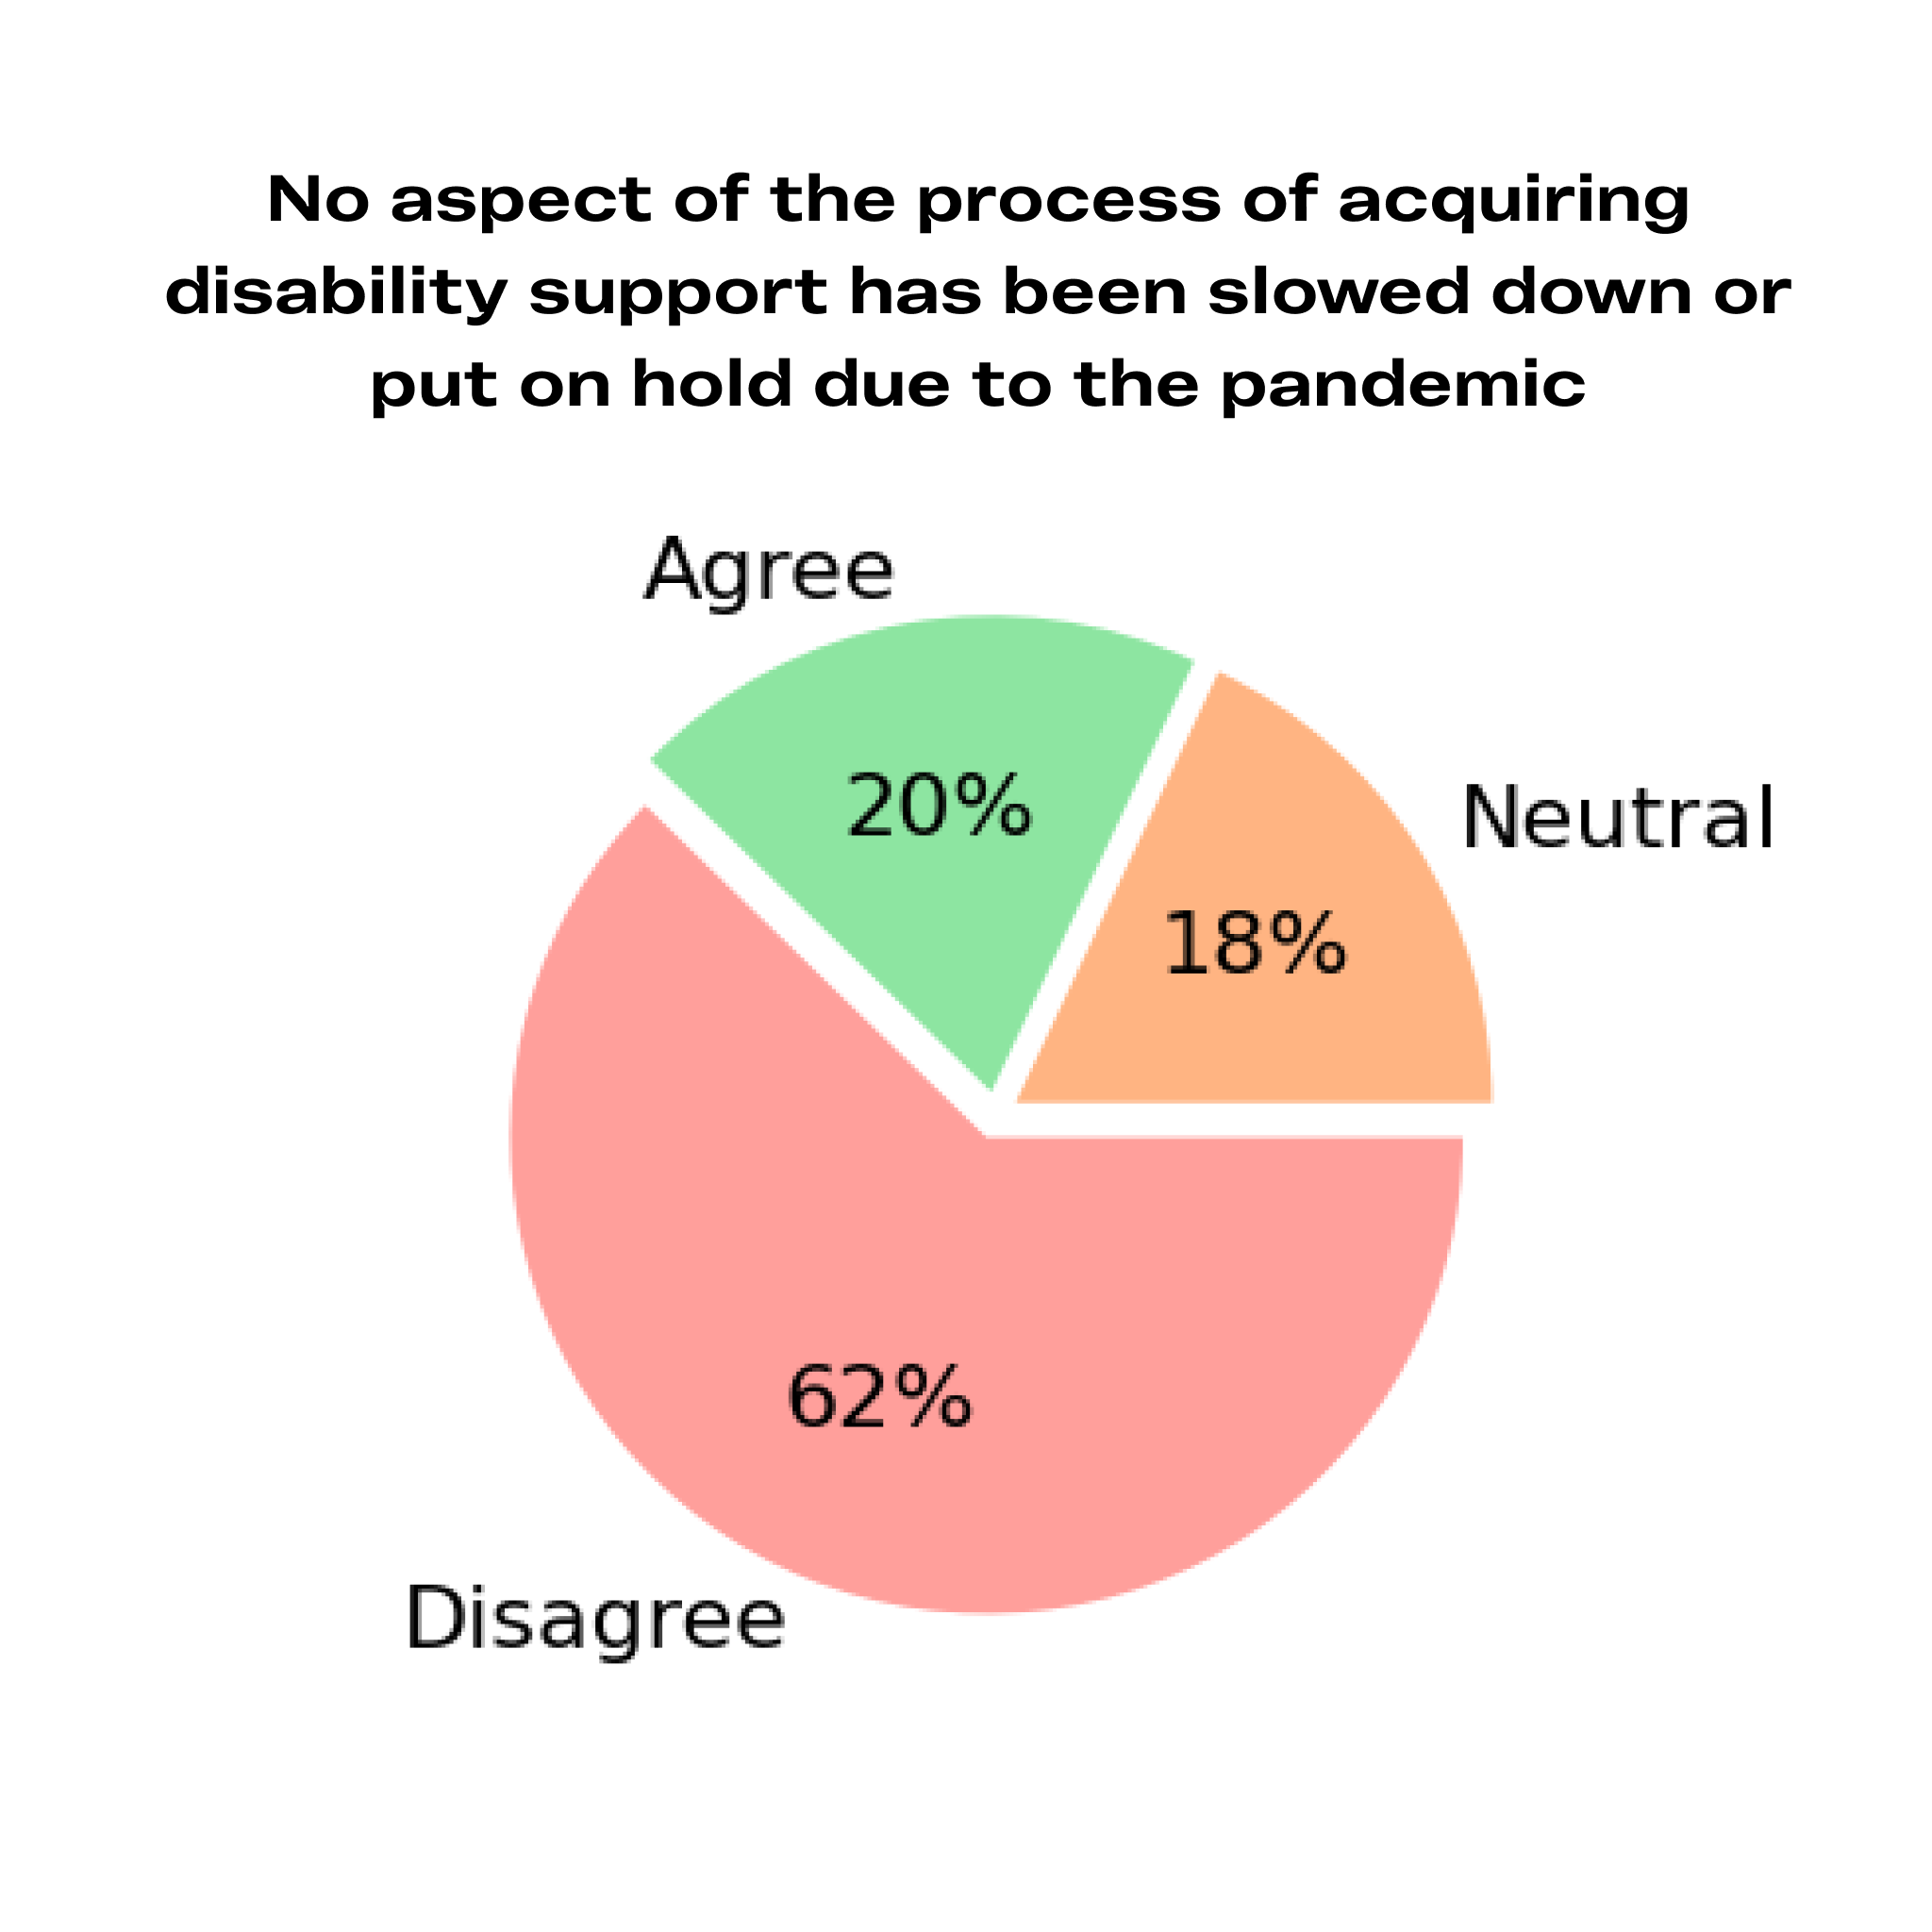 No aspect of the process of acquiring
disability support has been slowed down or
put on hold due to the pandemic
Agree
20%
Neutral
18%
62%
Disagree